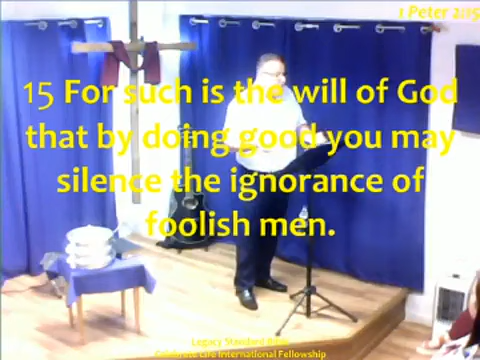 1 Peter 2:15
15 For such is the will of God
that by doing good you may
silence the ignorance of
foolish men.
Legacy Standard Bible
Celebrate Life International Fellowship